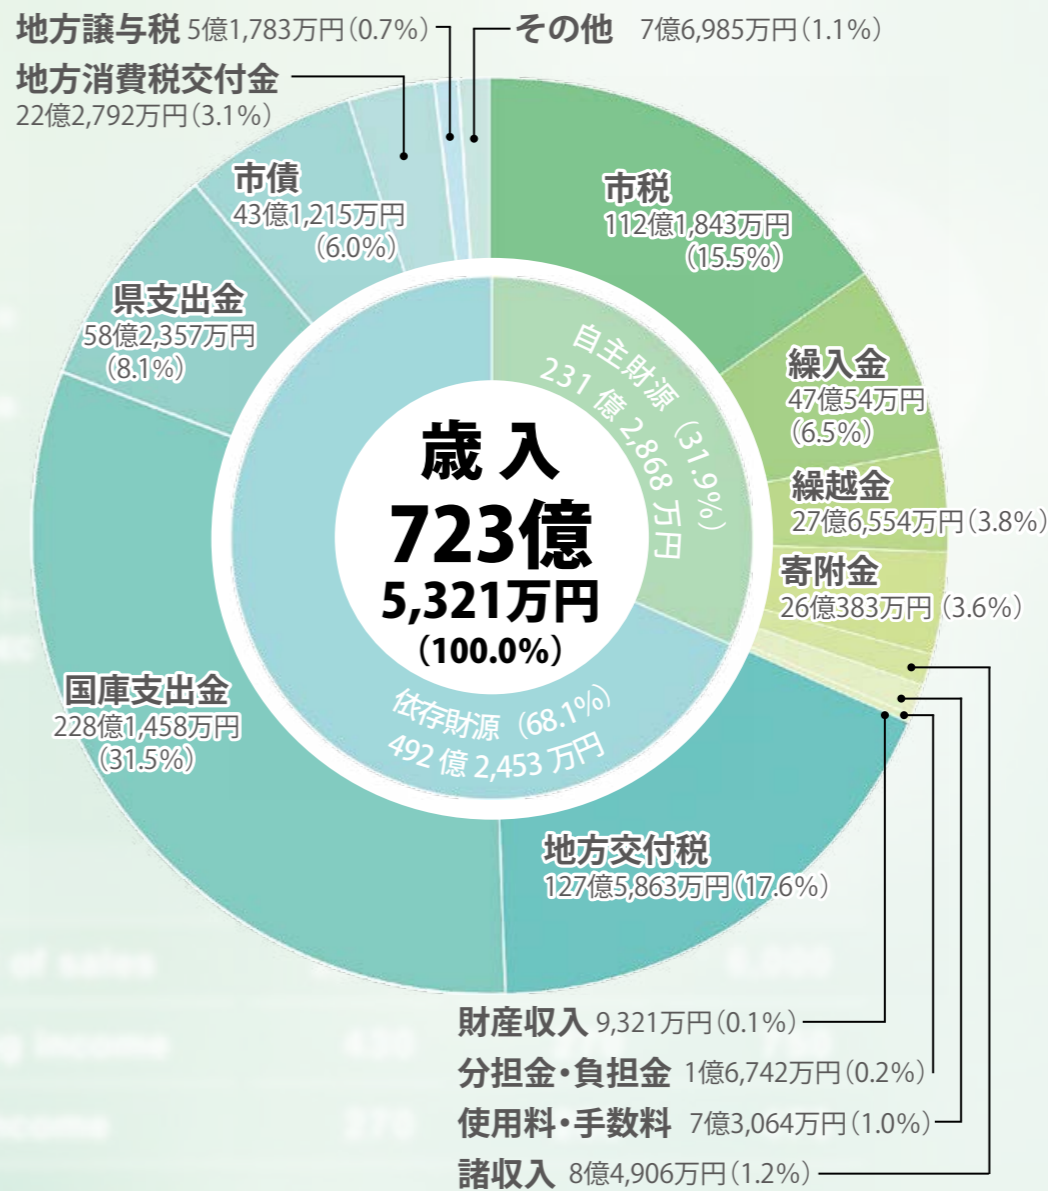 地方譲与税 5億1,783万円(0.7%)
その他 7億6,985万円(1.1%)
地方消費税交付金
22億2,792万円(3.1%)
市債
43億1,215万円
(6.0%)
市税
112億1,843万円
(15.5%)
県支出金
58億2,357万円
(8.1%)
繰入金
47億54万円
(6.5%)
繰越金
27億6,554万円(3.8%)
寄附金
26億383万円 (3.6%)
自主財源 (31.9%)
231 億 2,868 万円
歳入
723億
5,321万円
(100.0%)
依存財源 (68.1%)
492 億 2,453 万円
国庫支出金
228億1,458万円
(31.5%)
地方交付税
127億5,863万円(17.6%)
財産収入 9,321万円(0.1%)
分担金・負担金 1億6,742万円(0.2%)
使用料・手数料 7億3,064万円(1.0%)
諸収入 8億4,906万円(1.2%)
of sales
income
430
270